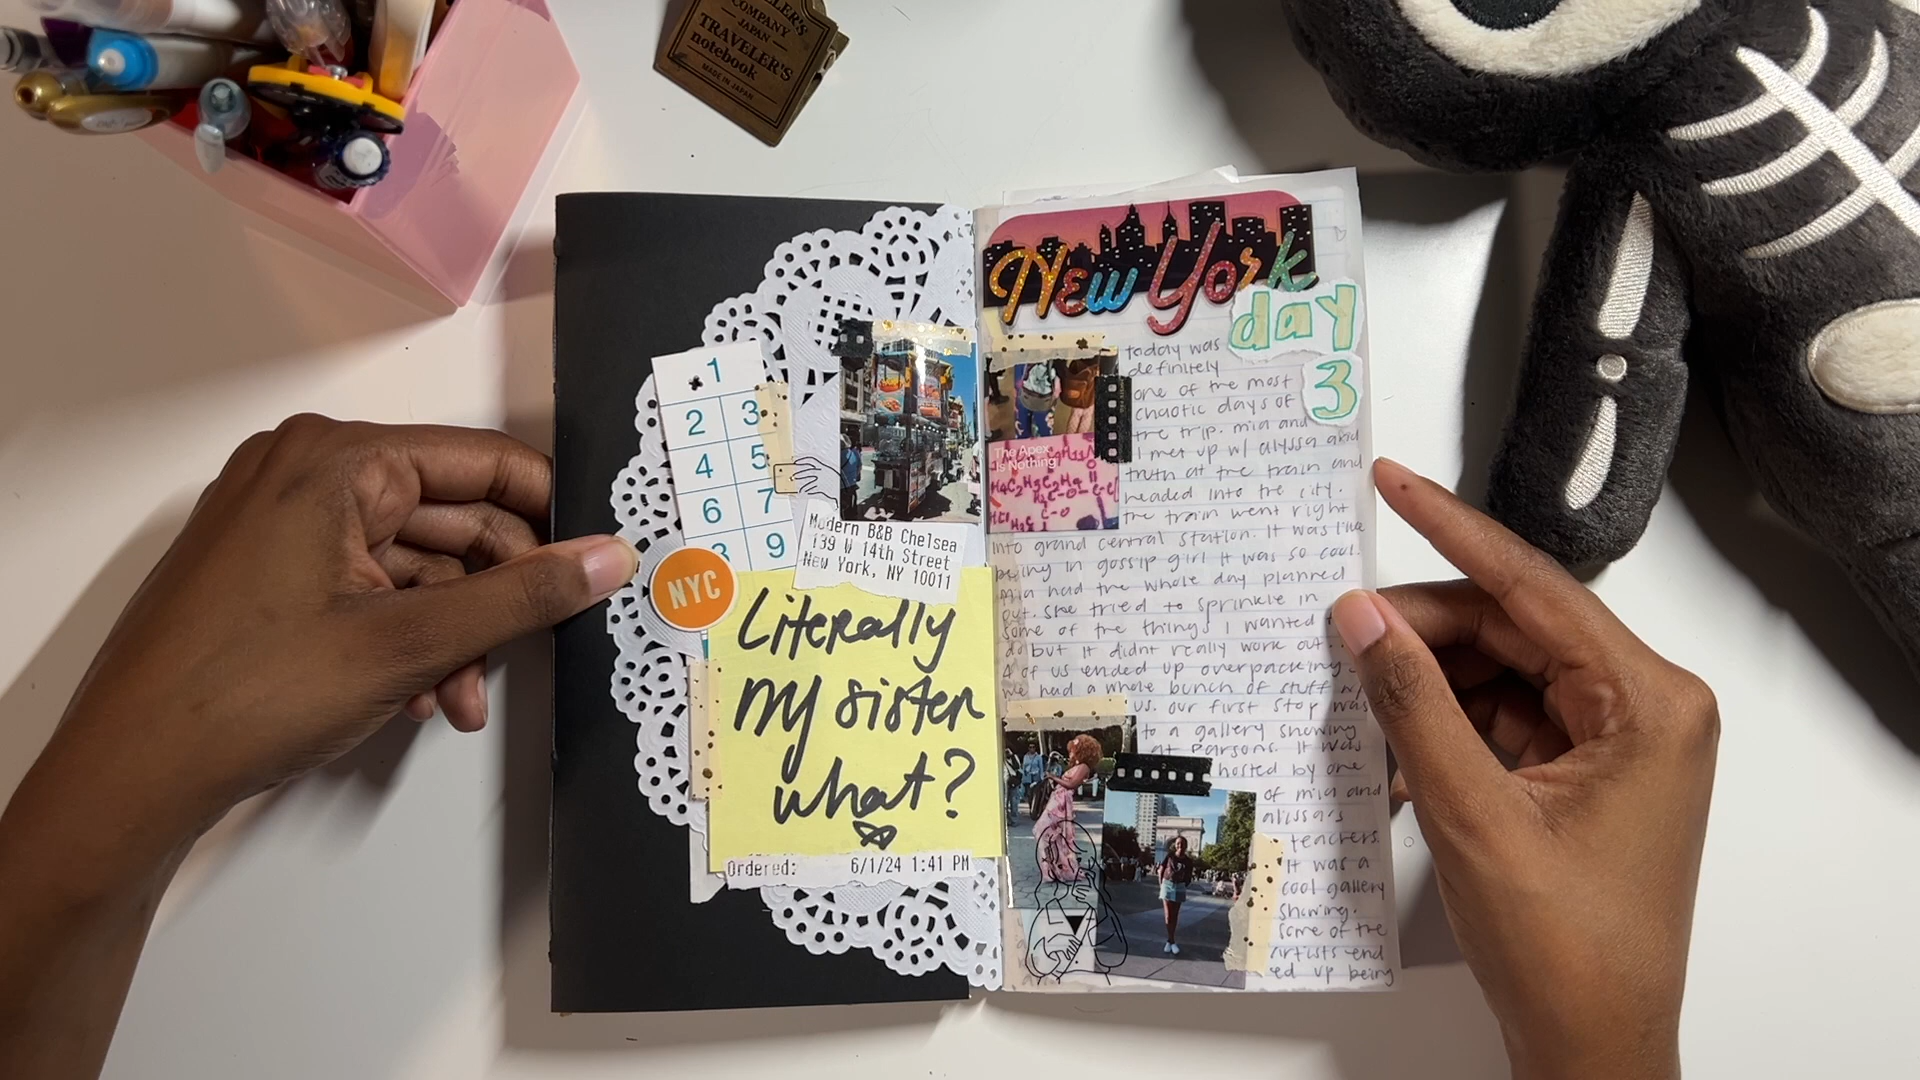 TRAVELER'S
COMPANY
JAPAN
TRAVELER'S
notebook
MADE IN JAPAN
1
2 3
4 5
6 7
8 9
NYC
Modern B&B Chelsea
139 W 14th Street
New York, NY 10011
Literally
My sister
what?
Ordered: 6/1/24 1:41 PM
New York
day
3
The Apex
Is Nothing
today was
definitely
one of the most
chaotic days of
the trip. mia and
I met up w/ alyssa and
truth at the train and
headed into the city.
the train went right
into grand central station. It was like
being in gossip girl it was so cool.
Mia had the whole day planned
out. She tried to sprinkle in
some of the things I wanted
do but it didnt really work out.
4 of us ended up overpacking
we had a whole bunch of stuff w/
us. our first stop was
to a gallery showing
at Parsons. It was
hosted by one
of mia and
alissa's
teachers.
It was a
cool gallery
showing.
Some of the
artists end
ed up being